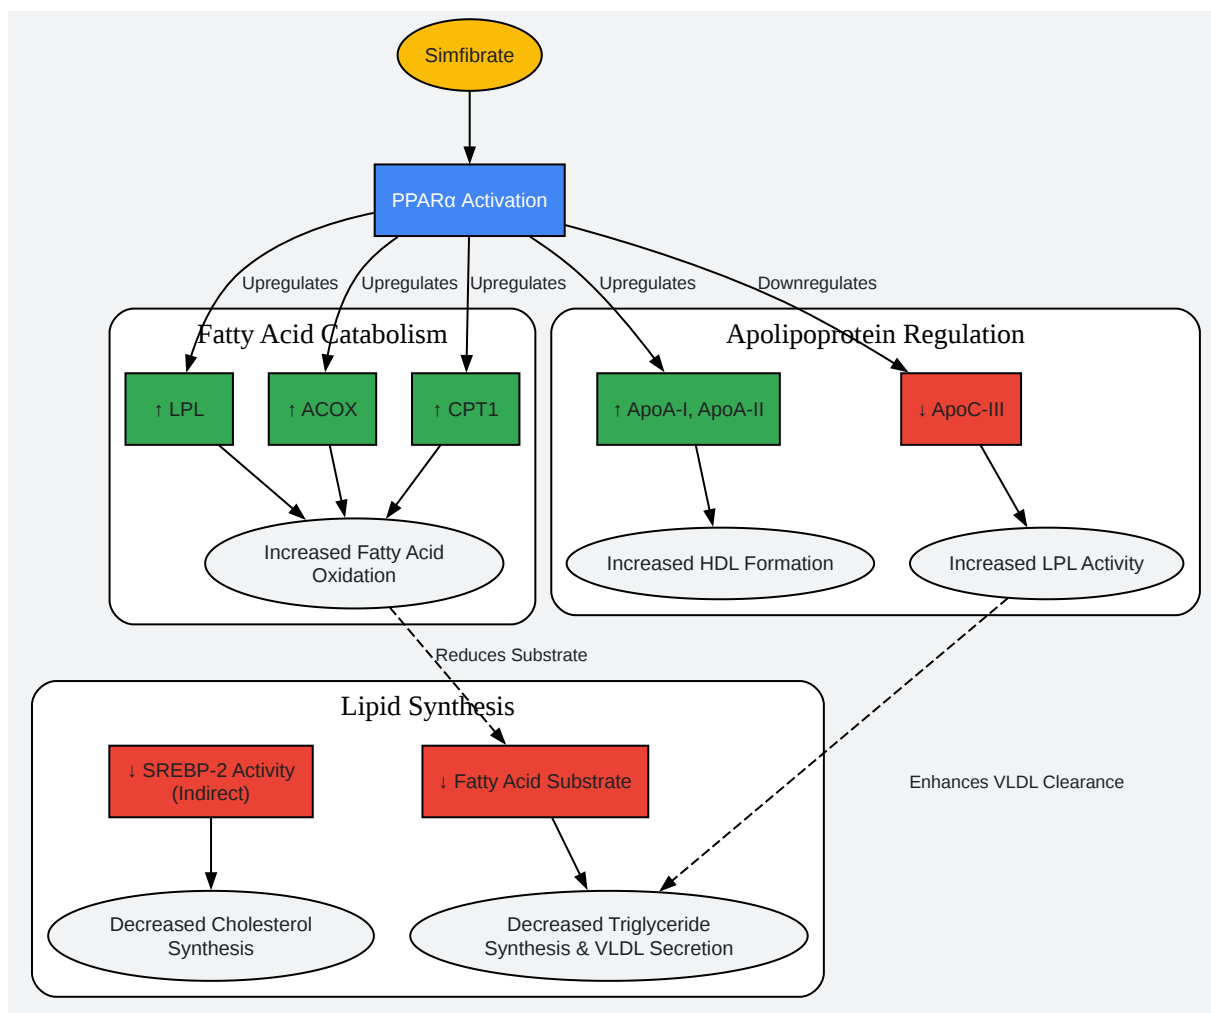 Simfibrate
PPARα Activation
Upregulates
Upregulates
Upregulates
Upregulates
Downregulates
Fatty Acid Catabolism
Apolipoprotein Regulation
↑ LPL
↑ ACOX
↑ CPT1
↑ ApoA-I, ApoA-II
↓ ApoC-III
Increased Fatty Acid
Oxidation
Increased HDL Formation
Increased LPL Activity
Reduces Substrate
Lipid Synthesis
↓ SREBP-2 Activity
(Indirect)
↓ Fatty Acid Substrate
Enhances VLDL Clearance
Decreased Cholesterol
Synthesis
Decreased Triglyceride
Synthesis & VLDL Secretion